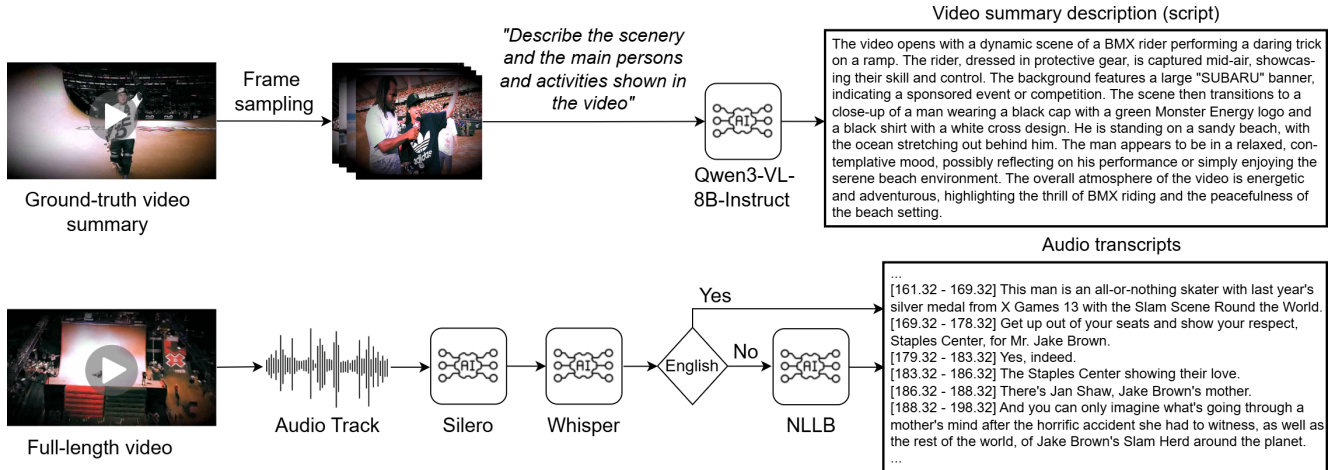 Video summary description (script)
"Describe the scenery
and the main persons
and activities shown in
the video"
Frame
sampling
AI
Qwen3-VL-
8B-Instruct
Ground-truth video
summary
The video opens with a dynamic scene of a BMX rider performing a daring trick
on a ramp. The rider, dressed in protective gear, is captured mid-air, showcas-
ing their skill and control. The background features a large "SUBARU" banner,
indicating a sponsored event or competition. The scene then transitions to a
close-up of a man wearing a black cap with a green Monster Energy logo and
a black shirt with a white cross design. He is standing on a sandy beach, with
the ocean stretching out behind him. The man appears to be in a relaxed, con-
templative mood, possibly reflecting on his performance or simply enjoying the
serene beach environment. The overall atmosphere of the video is energetic
and adventurous, highlighting the thrill of BMX riding and the peacefulness of
the beach setting.
adidas
Audio transcripts
Full-length video
Audio Track
AI
Silero
AI
Whisper
English
Yes
No
AI
NLLB
...
[161.32 - 169.32] This man is an all-or-nothing skater with last year's
silver medal from X Games 13 with the Slam Scene Round the World.
[169.32 - 178.32] Get up out of your seats and show your respect,
Staples Center, for Mr. Jake Brown.
[179.32 - 183.32] Yes, indeed.
[183.32 - 186.32] The Staples Center showing their love.
[186.32 - 188.32] There's Jan Shaw, Jake Brown's mother.
[188.32 - 198.32] And you can only imagine what's going through a
mother's mind after the horrific accident she had to witness, as well as
the rest of the world, of Jake Brown's Slam Herd around the planet.
...